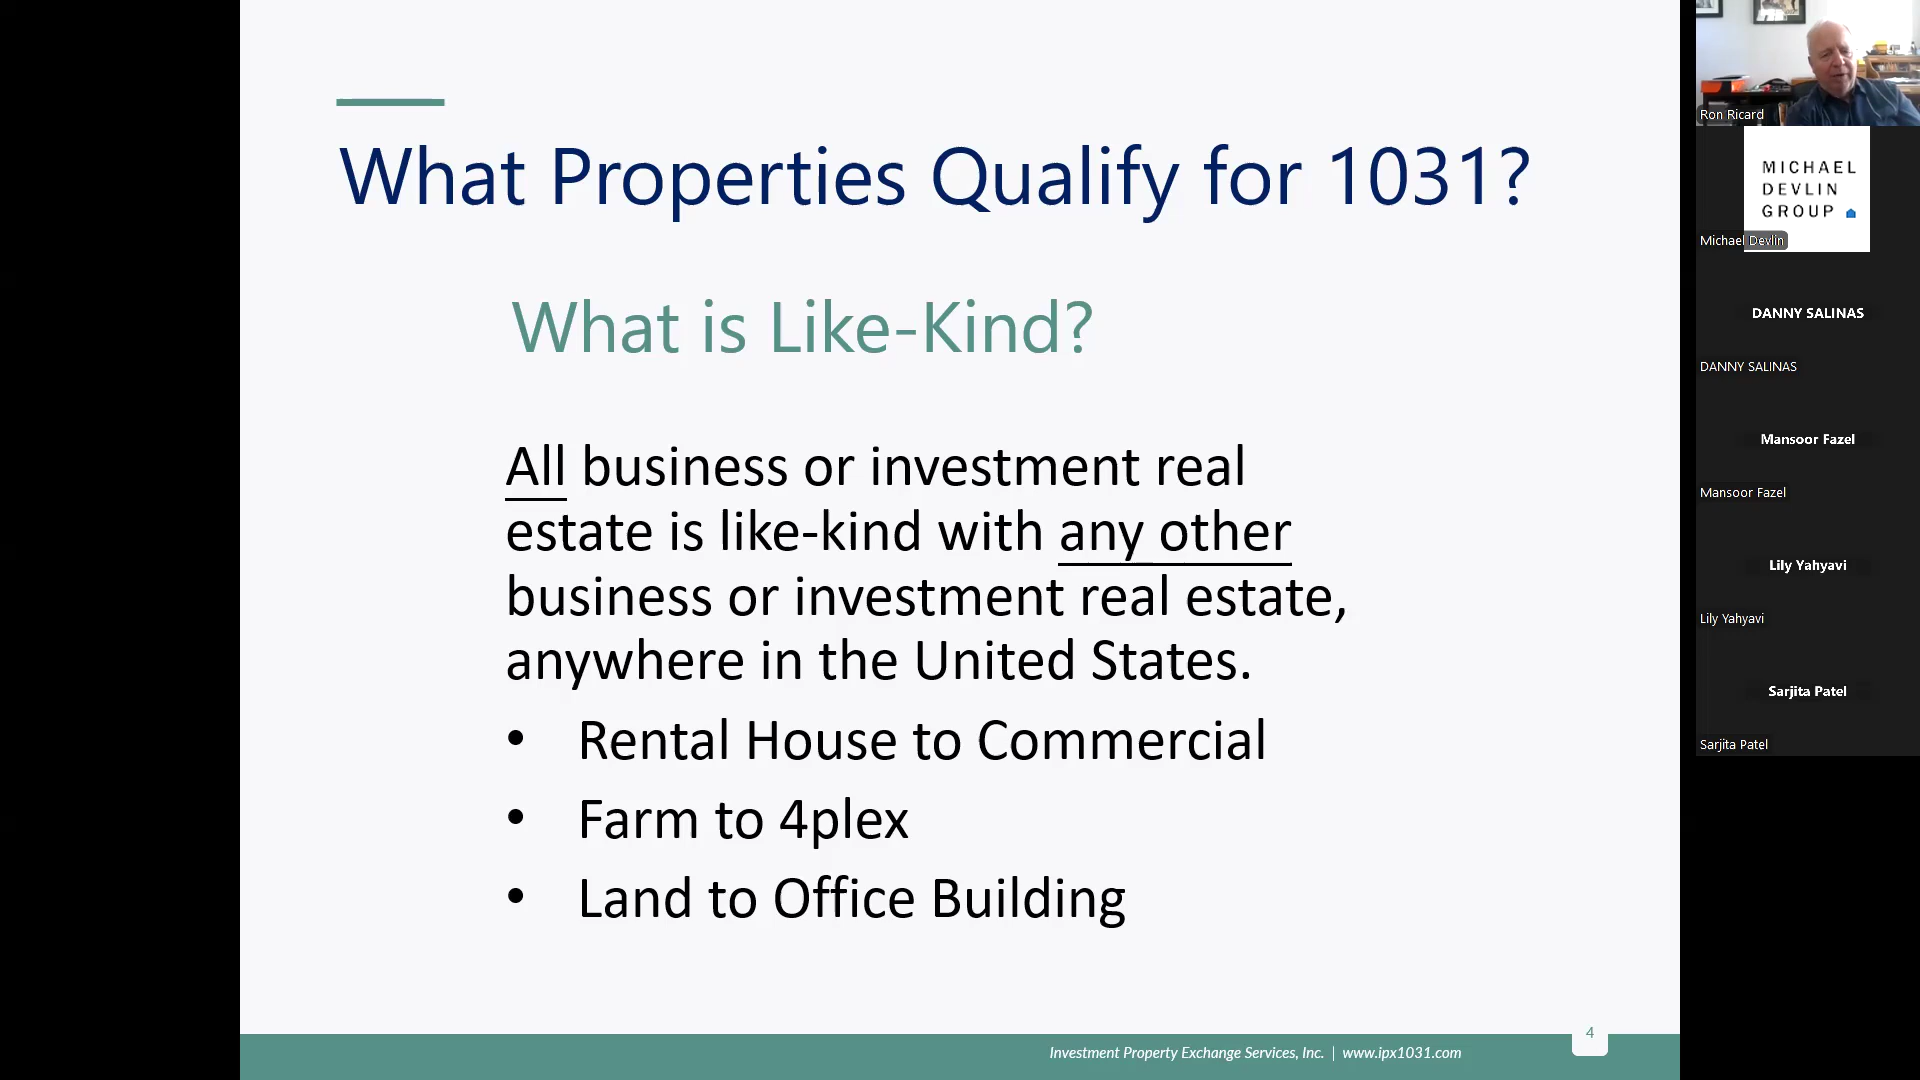 What Properties Qualify for 1031?
What is Like-Kind?
All business or investment real
estate is like-kind with any other
business or investment real estate,
anywhere in the United States.
• Rental House to Commercial
• Farm to 4plex
• Land to Office Building
4
Investment Property Exchange Services, Inc. | www.ipx1031.com
Ron Ricard
MICHAEL
DEVLIN
GROUP
Michael Devlin
DANNY SALINAS
DANNY SALINAS
Mansoor Fazel
Mansoor Fazel
Lily Yahyavi
Lily Yahyavi
Sarjita Patel
Sarjita Patel